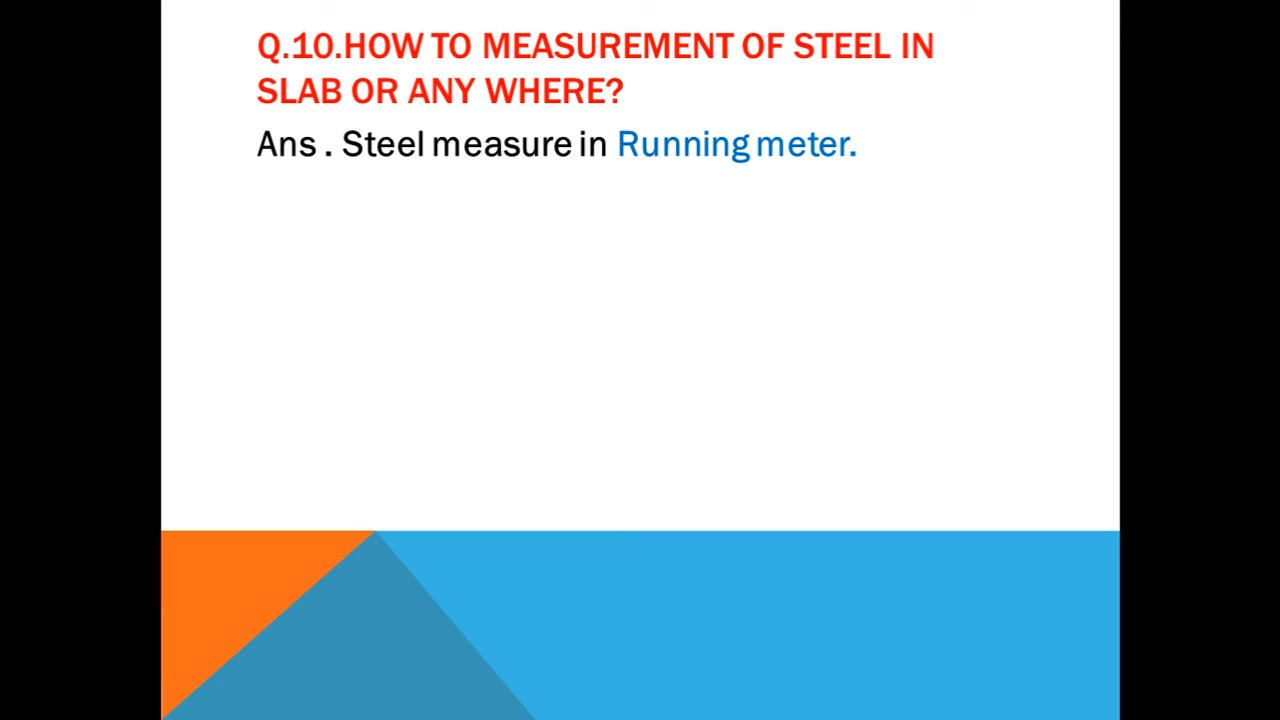 Q.10.HOW TO MEASUREMENT OF STEEL IN
SLAB OR ANY WHERE?
Ans . Steel measure in Running meter.